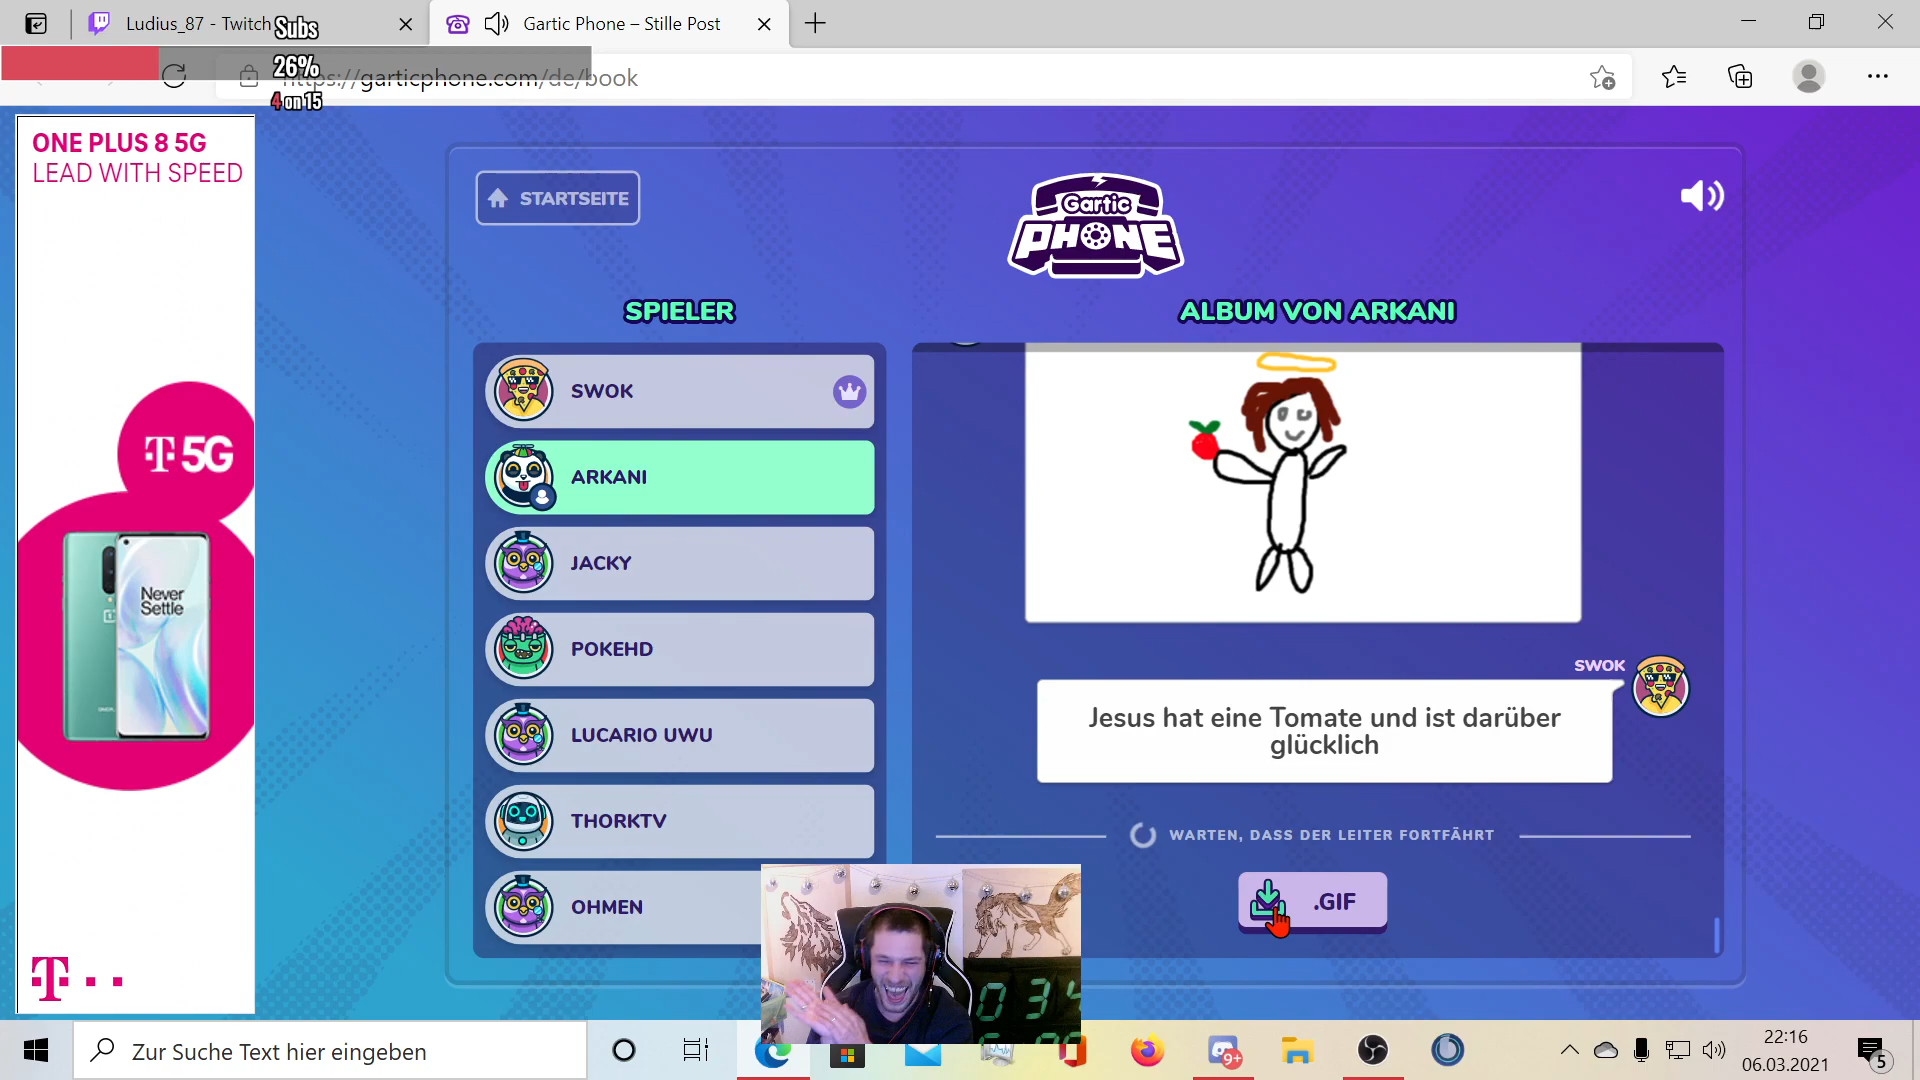 Ludius_87 - Twitch
Subs
Gartic Phone – Stille Post
26%
https://garticphone.com/de/book
4 on 15
ONE PLUS 8 5G
LEAD WITH SPEED
T 5G
Never
Settle
T
STARTSEITE
Gartic
PHONE
SPIELER
SWOK
ARKANI
JACKY
POKEHD
LUCARIO UWU
THORKTV
OHMEN
ALBUM VON ARKANI
SWOK
Jesus hat eine Tomate und ist darüber
glücklich
WARTEN, DASS DER LEITER FORTFÄHRT
.GIF
034
Zur Suche Text hier eingeben
9+
22:16
06.03.2021
5